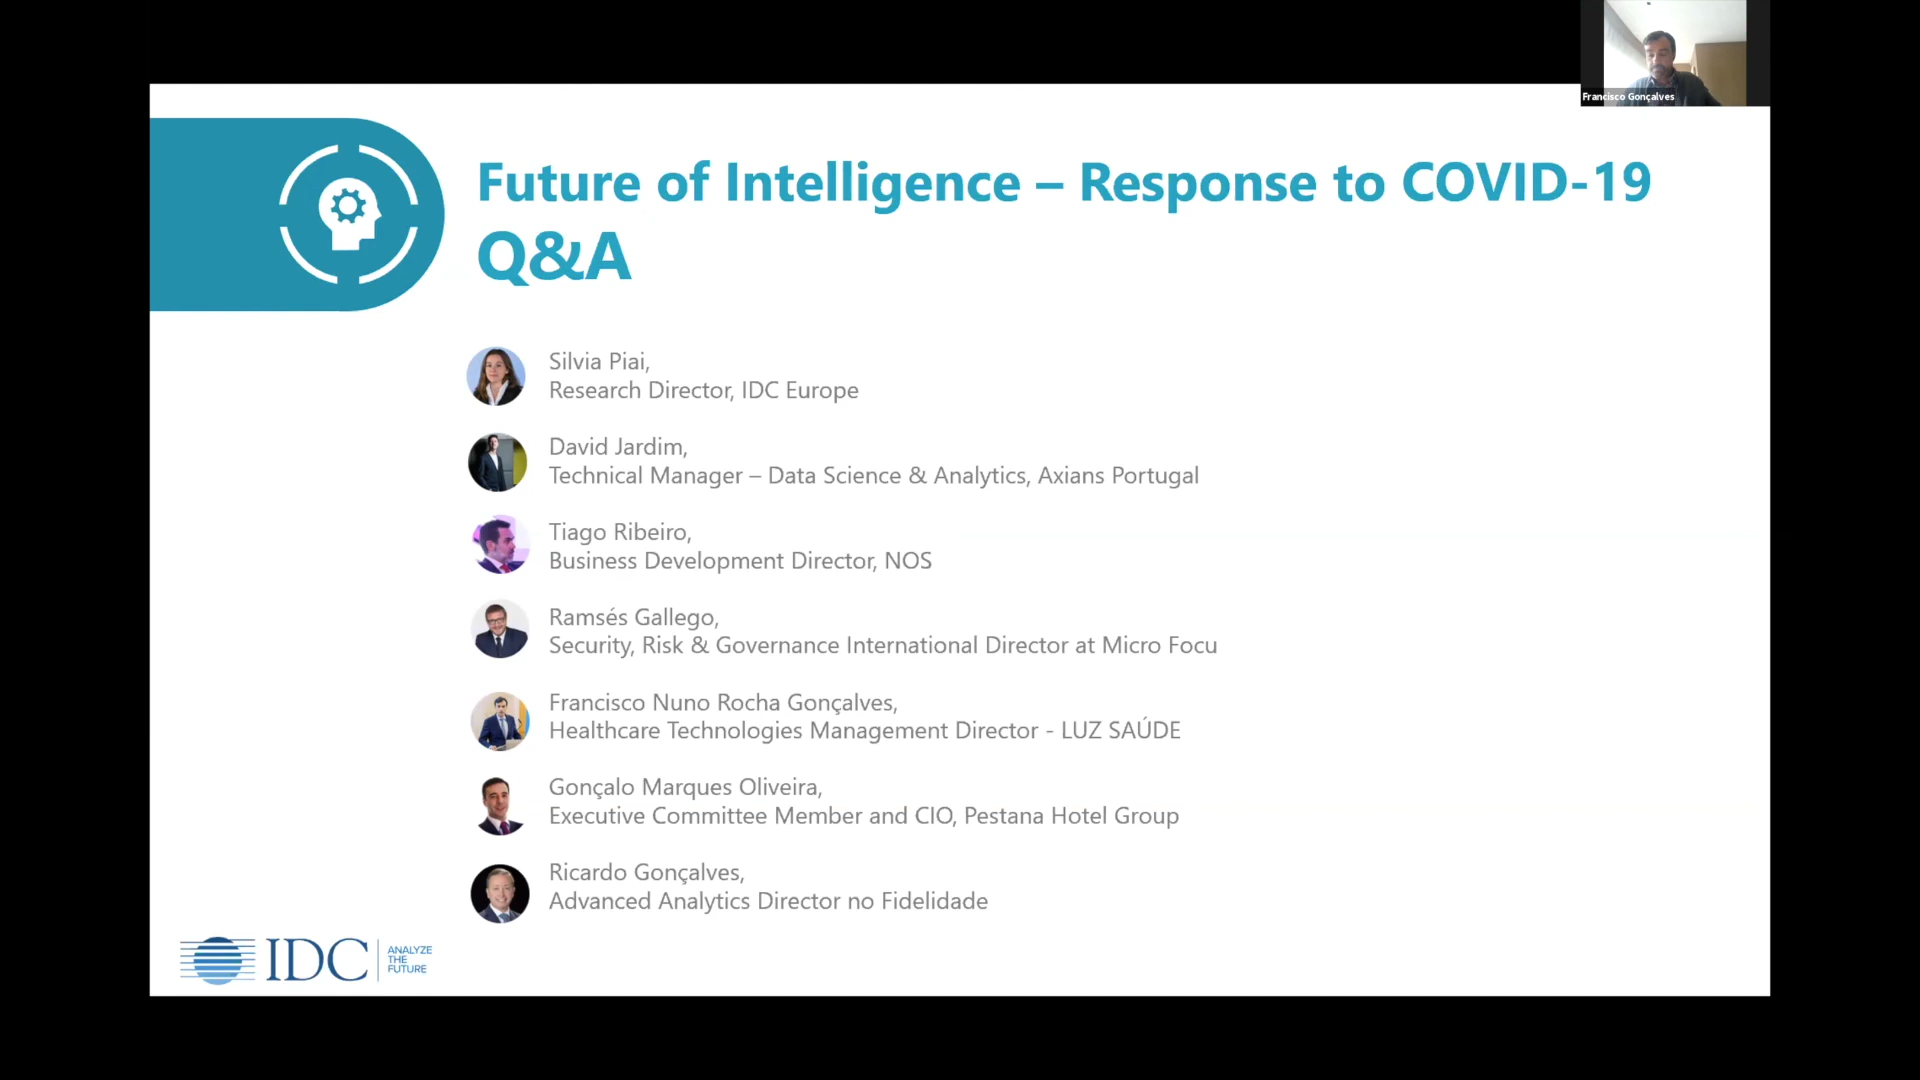 Francisco Gonçalves
Future of Intelligence – Response to COVID-19
Q&A
Silvia Piai,
Research Director, IDC Europe
David Jardim,
Technical Manager – Data Science & Analytics, Axians Portugal
Tiago Ribeiro,
Business Development Director, NOS
Ramsés Gallego,
Security, Risk & Governance International Director at Micro Focu
Francisco Nuno Rocha Gonçalves,
Healthcare Technologies Management Director - LUZ SAÚDE
Gonçalo Marques Oliveira,
Executive Committee Member and CIO, Pestana Hotel Group
Ricardo Gonçalves,
Advanced Analytics Director no Fidelidade
IDC
ANALYZE
THE
FUTURE